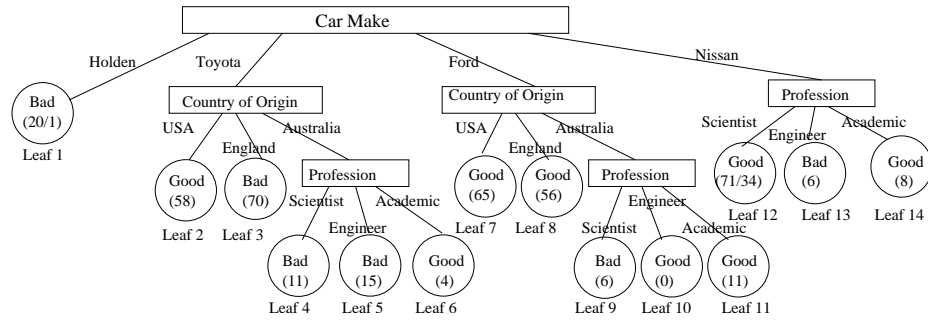 Car Make
Holden
Toyota
Ford
Nissan
Bad
(20/1)
Leaf 1
Country of Origin
USA
England
Australia
Good
(58)
Leaf 2
Bad
(70)
Leaf 3
Profession
Scientist
Engineer
Academic
Bad
(11)
Leaf 4
Bad
(15)
Leaf 5
Good
(4)
Leaf 6
Country of Origin
USA
England
Australia
Good
(65)
Leaf 7
Good
(56)
Leaf 8
Profession
Scientist
Engineer
Academic
Bad
(6)
Leaf 9
Good
(0)
Leaf 10
Good
(11)
Leaf 11
Profession
Scientist
Engineer
Academic
Good
(71/34)
Leaf 12
Bad
(6)
Leaf 13
Good
(8)
Leaf 14